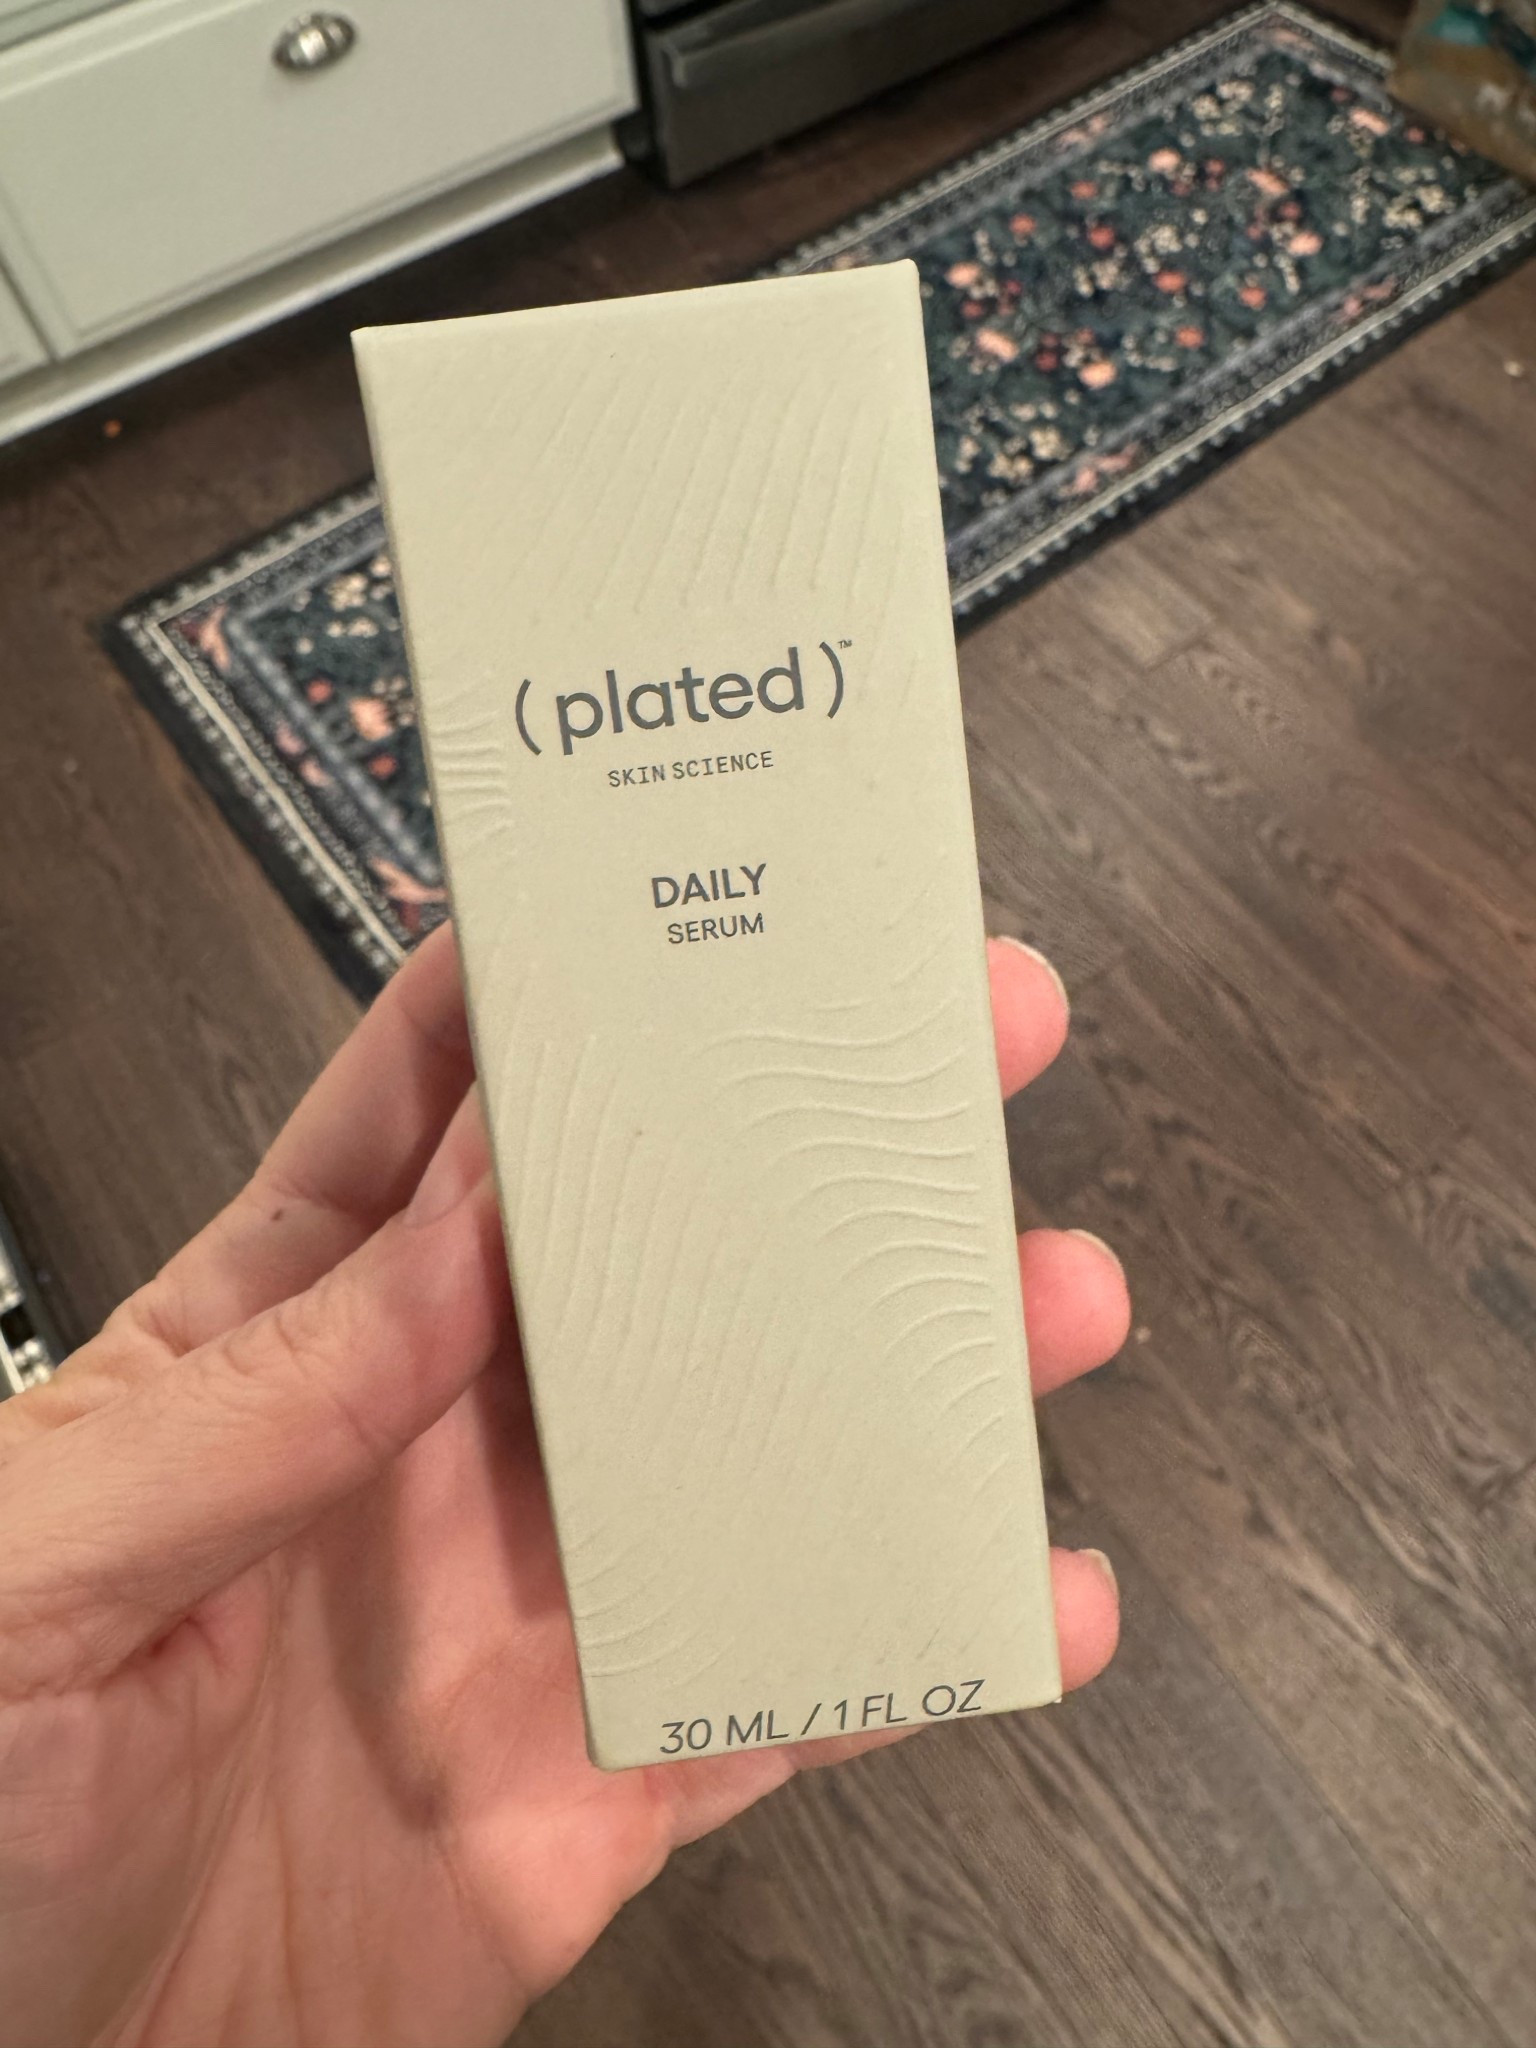 ( plated )™
SKIN SCIENCE
DAILY
SERUM
30 ML / 1 FL OZ